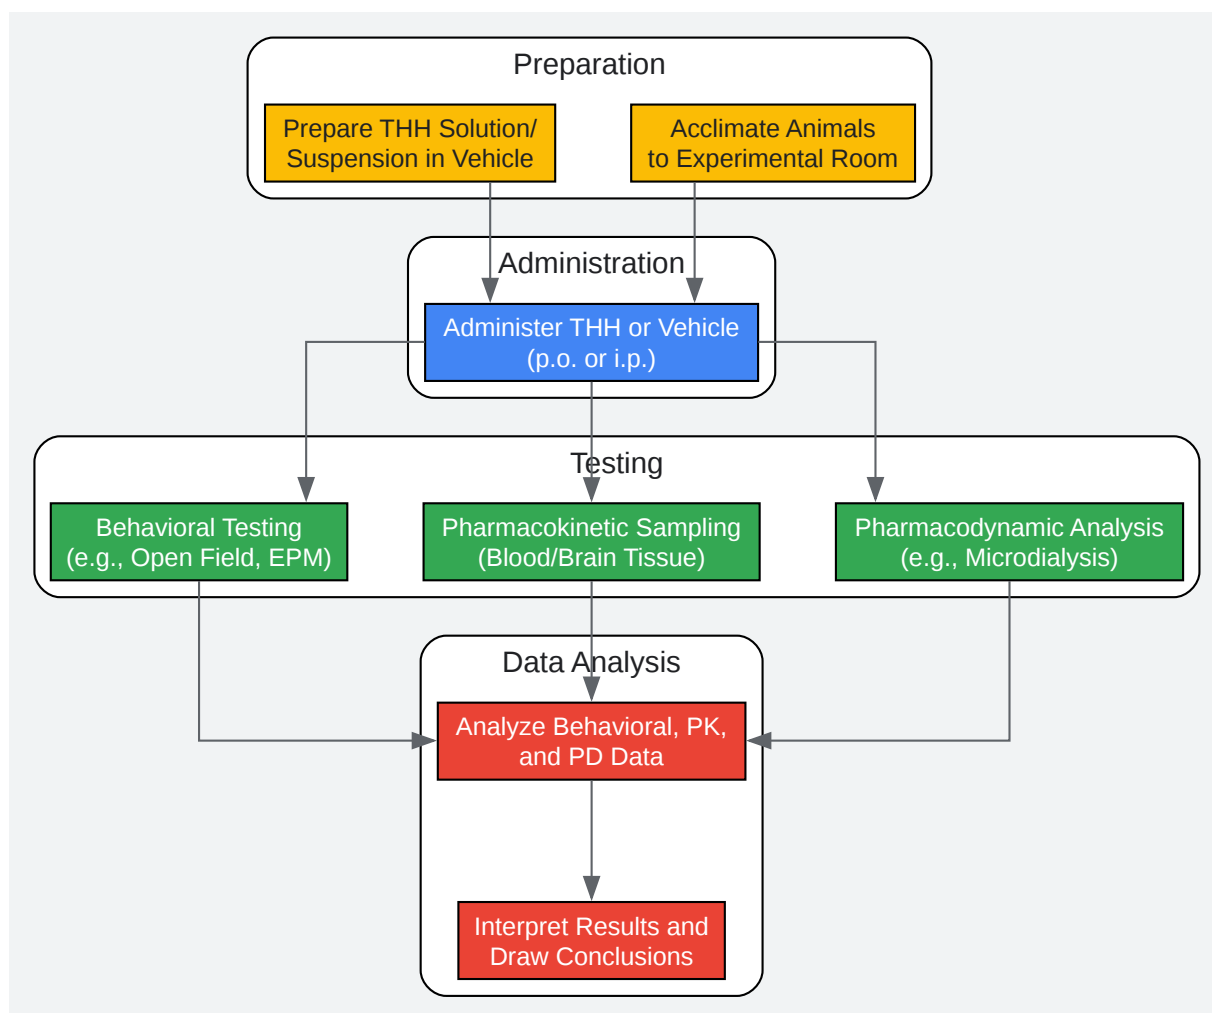 Preparation
Prepare THH Solution/
Suspension in Vehicle
Acclimate Animals
to Experimental Room
Administration
Administer THH or Vehicle
(p.o. or i.p.)
Testing
Behavioral Testing
(e.g., Open Field, EPM)
Pharmacokinetic Sampling
(Blood/Brain Tissue)
Pharmacodynamic Analysis
(e.g., Microdialysis)
Data Analysis
Analyze Behavioral, PK,
and PD Data
Interpret Results and
Draw Conclusions